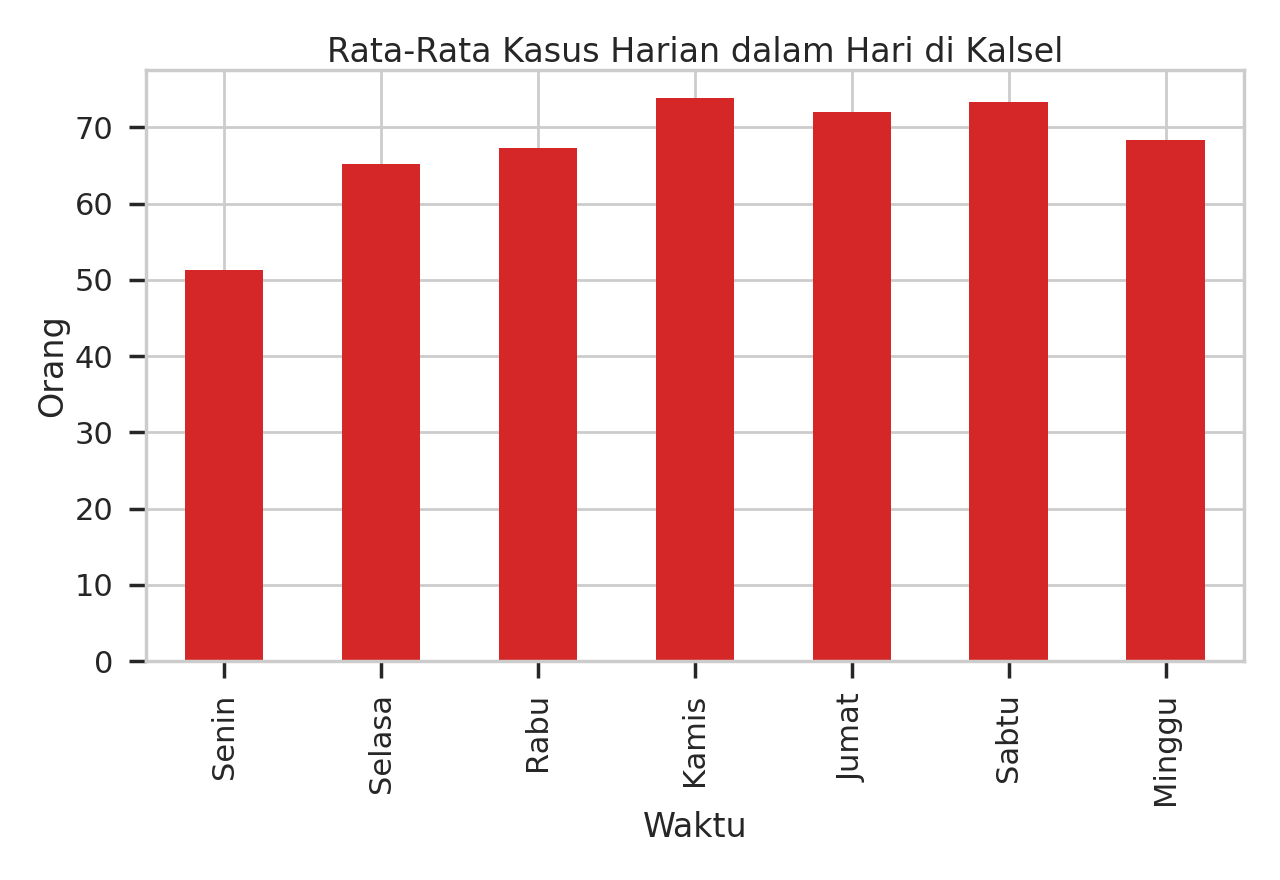 Rata-Rata Kasus Harian dalam Hari di Kalsel
Orang
70
60
50
40
30
20
10
0
Senin
Selasa
Rabu
Kamis
Jumat
Sabtu
Minggu
Waktu